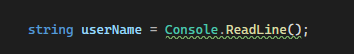 string userName = Console.ReadLine();